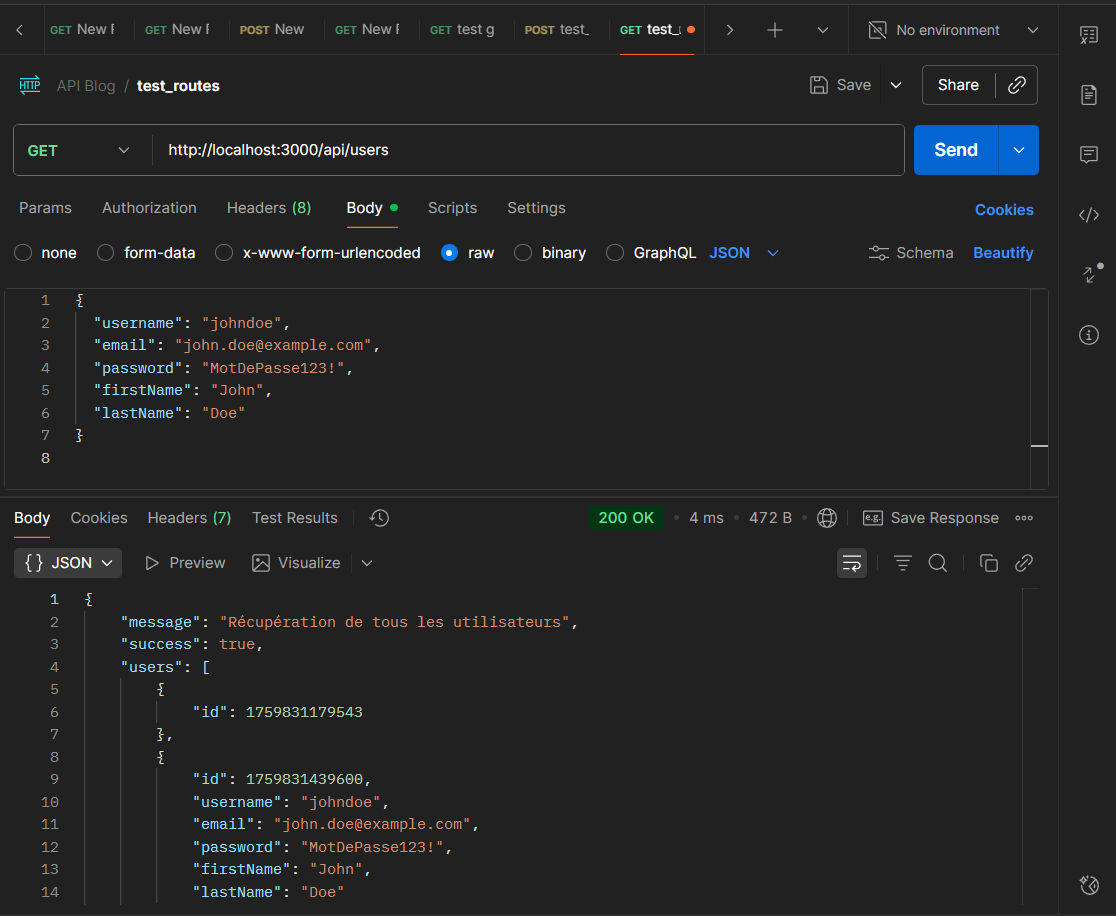 GET New F GET New F POST New GET New F GET test g POST test_ GET test_ No environment
HTTP API Blog / test_routes Save Share
GET http://localhost:3000/api/users Send
Params Authorization Headers (8) Body Scripts Settings Cookies
none form-data x-www-form-urlencoded raw binary GraphQL JSON Schema Beautify
1 {
2 "username": "johndoe",
3 "email": "john.doe@example.com",
4 "password": "MotDePasse123!",
5 "firstName": "John",
6 "lastName": "Doe"
7 }
8
Body Cookies Headers (7) Test Results 200 OK • 4 ms • 472 B • e.g. Save Response
{} JSON Preview Visualize
1 {
2 "message": "Récupération de tous les utilisateurs",
3 "success": true,
4 "users": [
5 {
6 "id": 1759831179543
7 },
8 {
9 "id": 1759831439600,
10 "username": "johndoe",
11 "email": "john.doe@example.com",
12 "password": "MotDePasse123!",
13 "firstName": "John",
14 "lastName": "Doe"